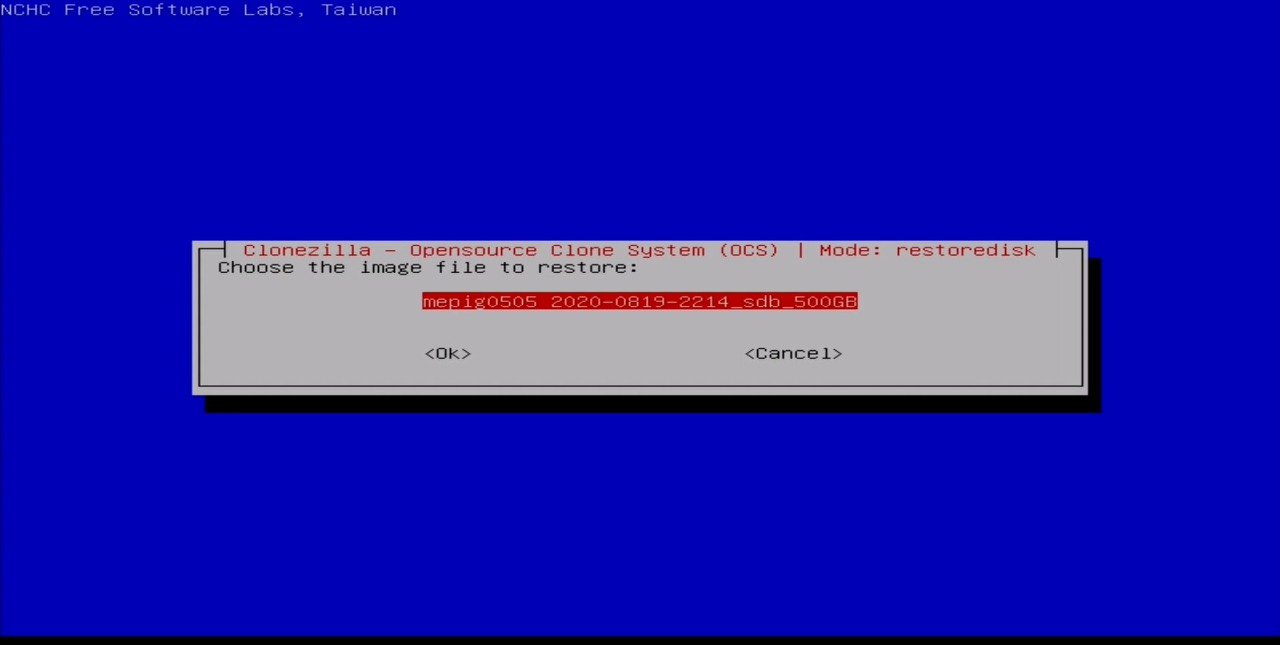 NCHC Free Software Labs, Taiwan
Clonezilla - Opensource Clone System (OCS) | Mode: restoredisk
Choose the image file to restore:
mepig0505 2020-0819-2214_sdb_500GB
<Ok> <Cancel>